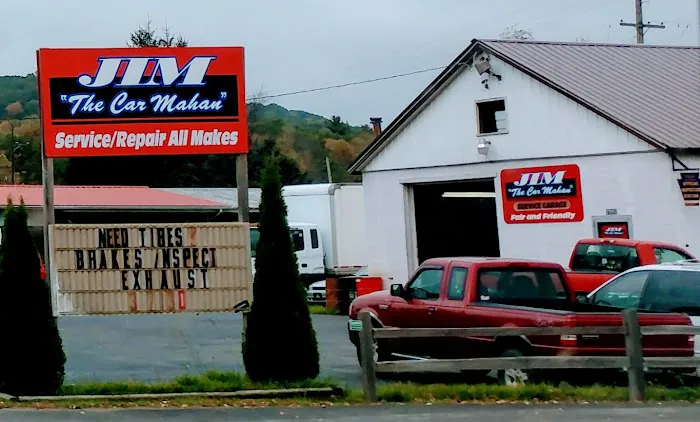 JIM
"The Car Mahan"
Service/Repair All Makes
NEED TIRES?
BRAKES INSPECT
EXHAUST
JIM
"The Car Mahan"
SERVICE GARAGE
Fair and Friendly
JIM